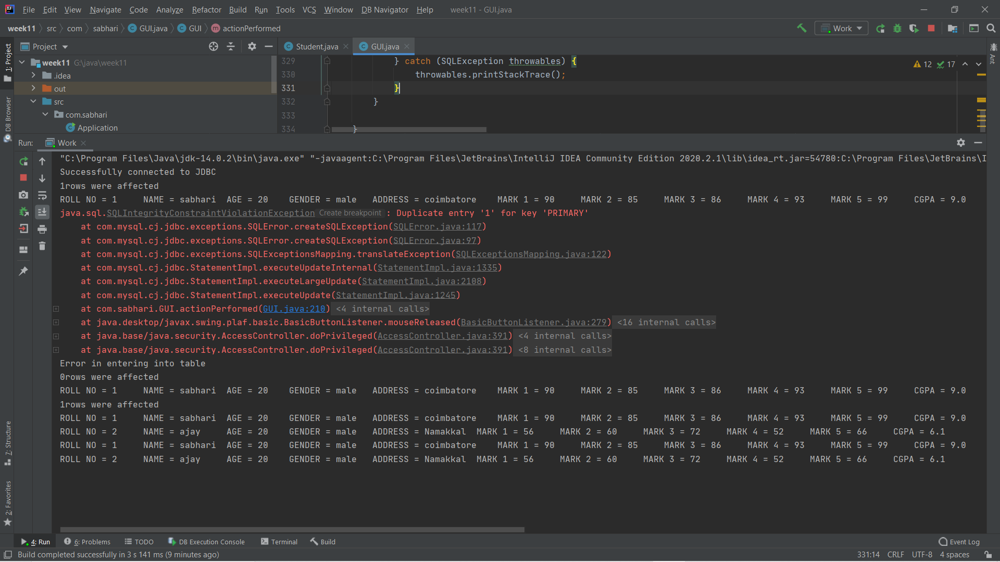 File Edit View Navigate Code Analyze Refactor Build Run Tools VCS Window DB Navigator Help week11 - GUI.java
week11 src com sabhari GUI.java GUI actionPerformed Work
Project Student.java GUI.java
week11 G:\java\week11
.idea
out
src
com.sabhari
Application
329 } catch (SQLException throwables) {
330 throwables.printStackTrace();
331 }
332 }
333
334 }
12 17
1: Project
DB Browser
7: Structure
2: Favorites
Ant
Run: Work
"C:\Program Files\Java\jdk-14.0.2\bin\java.exe" "-javaagent:C:\Program Files\JetBrains\IntelliJ IDEA Community Edition 2020.2.1\lib\idea_rt.jar=54780:C:\Program Files\JetBrains\I
Successfully connected to JDBC
1rows were affected
ROLL NO = 1 NAME = sabhari AGE = 20 GENDER = male ADDRESS = coimbatore MARK 1 = 90 MARK 2 = 85 MARK 3 = 86 MARK 4 = 93 MARK 5 = 99 CGPA = 9.0
java.sql.SQLIntegrityConstraintViolationException Create breakpoint : Duplicate entry '1' for key 'PRIMARY'
at com.mysql.cj.jdbc.exceptions.SQLError.createSQLException(SQLError.java:117)
at com.mysql.cj.jdbc.exceptions.SQLError.createSQLException(SQLError.java:97)
at com.mysql.cj.jdbc.exceptions.SQLExceptionsMapping.translateException(SQLExceptionsMapping.java:122)
at com.mysql.cj.jdbc.StatementImpl.executeUpdateInternal(StatementImpl.java:1335)
at com.mysql.cj.jdbc.StatementImpl.executeLargeUpdate(StatementImpl.java:2108)
at com.mysql.cj.jdbc.StatementImpl.executeUpdate(StatementImpl.java:1245)
at com.sabhari.GUI.actionPerformed(GUI.java:210) <4 internal calls>
at java.desktop/javax.swing.plaf.basic.BasicButtonListener.mouseReleased(BasicButtonListener.java:279) <16 internal calls>
at java.base/java.security.AccessController.doPrivileged(AccessController.java:391) <4 internal calls>
at java.base/java.security.AccessController.doPrivileged(AccessController.java:391) <8 internal calls>
Error in entering into table
0rows were affected
ROLL NO = 1 NAME = sabhari AGE = 20 GENDER = male ADDRESS = coimbatore MARK 1 = 90 MARK 2 = 85 MARK 3 = 86 MARK 4 = 93 MARK 5 = 99 CGPA = 9.0
1rows were affected
ROLL NO = 1 NAME = sabhari AGE = 20 GENDER = male ADDRESS = coimbatore MARK 1 = 90 MARK 2 = 85 MARK 3 = 86 MARK 4 = 93 MARK 5 = 99 CGPA = 9.0
ROLL NO = 2 NAME = ajay AGE = 20 GENDER = male ADDRESS = Namakkal MARK 1 = 56 MARK 2 = 60 MARK 3 = 72 MARK 4 = 52 MARK 5 = 66 CGPA = 6.1
ROLL NO = 1 NAME = sabhari AGE = 20 GENDER = male ADDRESS = coimbatore MARK 1 = 90 MARK 2 = 85 MARK 3 = 86 MARK 4 = 93 MARK 5 = 99 CGPA = 9.0
ROLL NO = 2 NAME = ajay AGE = 20 GENDER = male ADDRESS = Namakkal MARK 1 = 56 MARK 2 = 60 MARK 3 = 72 MARK 4 = 52 MARK 5 = 66 CGPA = 6.1
4: Run 6: Problems TODO DB Execution Console Terminal Build Event Log
Build completed successfully in 3 s 141 ms (9 minutes ago) 331:14 CRLF UTF-8 4 spaces